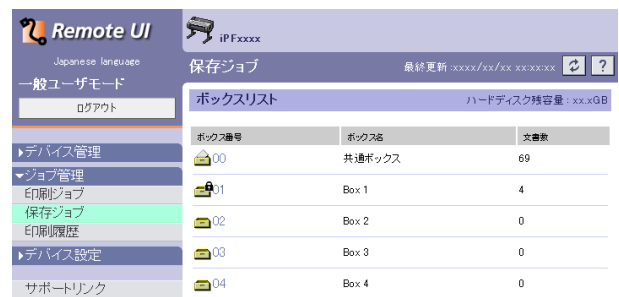 Remote UI
iPFxxxx
Japanese language
一般ユーザモード
ログアウト
保存ジョブ
最終更新 :xxxx/xx/xx xx:xx:xx
?
ボックスリスト
ハードディスク残容量 : xx.xGB
デバイス管理
ジョブ管理
印刷ジョブ
保存ジョブ
印刷履歴
デバイス設定
サポートリンク
ボックス番号 ボックス名 文書数
00 共通ボックス 69
01 Box 1 4
02 Box 2 0
03 Box 3 0
04 Box 4 0